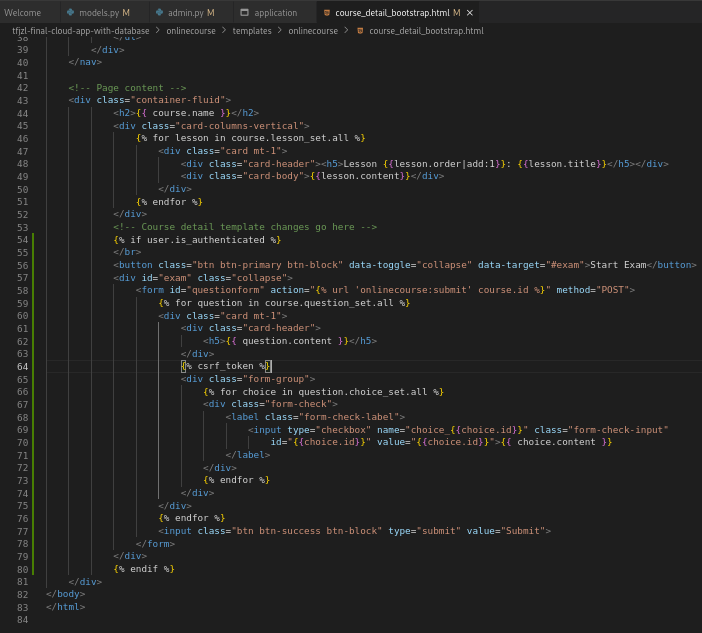 Welcome models.py M admin.py M application course_detail_bootstrap.html M ×
tfjzl-final-cloud-app-with-database > onlinecourse > templates > onlinecourse > course_detail_bootstrap.html
38 </ul>
39 </div>
40 </nav>
41
42 <!-- Page content -->
43 <div class="container-fluid">
44 <h2>{{ course.name }}</h2>
45 <div class="card-columns-vertical">
46 {% for lesson in course.lesson_set.all %}
47 <div class="card mt-1">
48 <div class="card-header"><h5>Lesson {{lesson.order|add:1}}: {{lesson.title}}</h5></div>
49 <div class="card-body">{{lesson.content}}</div>
50 </div>
51 {% endfor %}
52 </div>
53 <!-- Course detail template changes go here -->
54 {% if user.is_authenticated %}
55 </br>
56 <button class="btn btn-primary btn-block" data-toggle="collapse" data-target="#exam">Start Exam</button>
57 <div id="exam" class="collapse">
58 <form id="questionform" action="{% url 'onlinecourse:submit' course.id %}" method="POST">
59 {% for question in course.question_set.all %}
60 <div class="card mt-1">
61 <div class="card-header">
62 <h5>{{ question.content }}</h5>
63 </div>
64 {% csrf_token %}
65 <div class="form-group">
66 {% for choice in question.choice_set.all %}
67 <div class="form-check">
68 <label class="form-check-label">
69 <input type="checkbox" name="choice_{{choice.id}}" class="form-check-input"
70 id="{{choice.id}}" value="{{choice.id}}">{{ choice.content }}
71 </label>
72 </div>
73 {% endfor %}
74 </div>
75 </div>
76 {% endfor %}
77 <input class="btn btn-success btn-block" type="submit" value="Submit">
78 </form>
79 </div>
80 {% endif %}
81 </div>
82 </body>
83 </html>
84